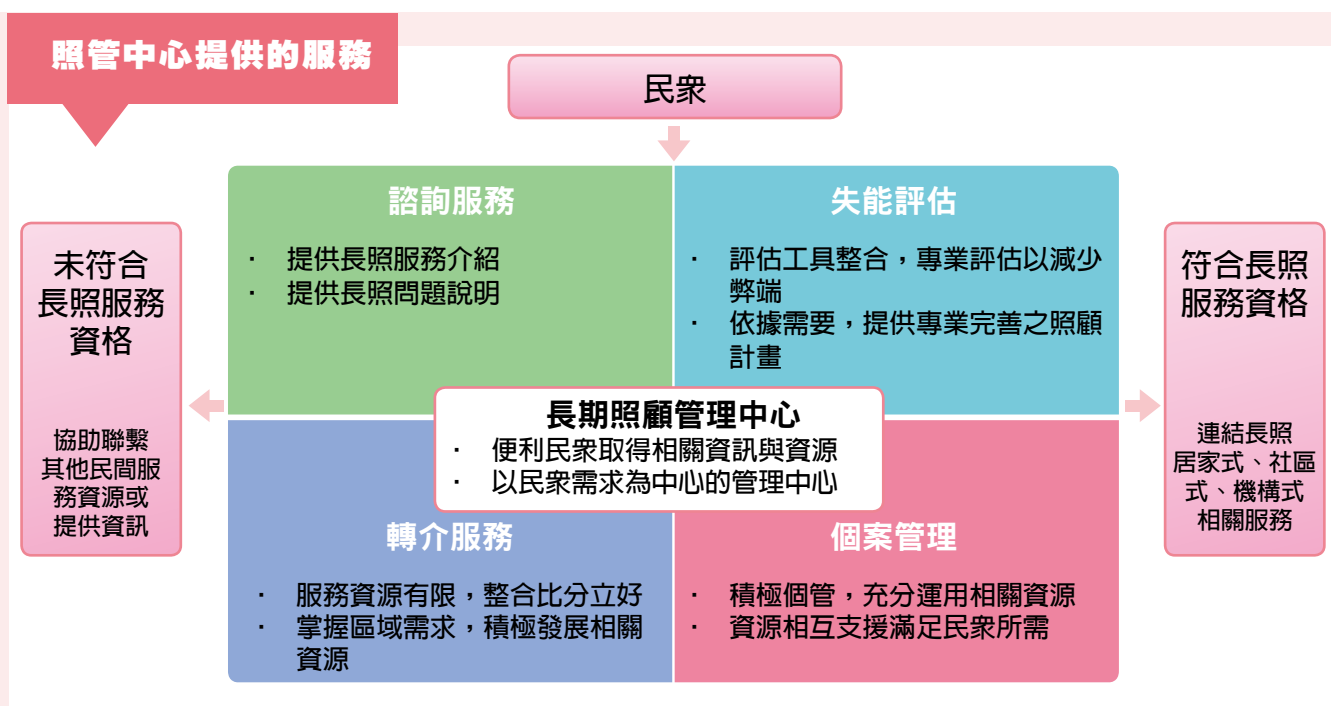 照管中心提供的服務
民眾
諮詢服務
· 提供長照服務介紹
· 提供長照問題說明
失能評估
· 評估工具整合，專業評估以減少
弊端
· 依據需要，提供專業完善之照顧
計畫
未符合
長照服務
資格
協助聯繫
其他民間服
務資源或
提供資訊
長期照顧管理中心
· 便利民眾取得相關資訊與資源
· 以民眾需求為中心的管理中心
符合長照
服務資格
連結長照
居家式、社區
式、機構式
相關服務
轉介服務
· 服務資源有限，整合比分立好
· 掌握區域需求，積極發展相關
資源
個案管理
· 積極個管，充分運用相關資源
· 資源相互支援滿足民眾所需